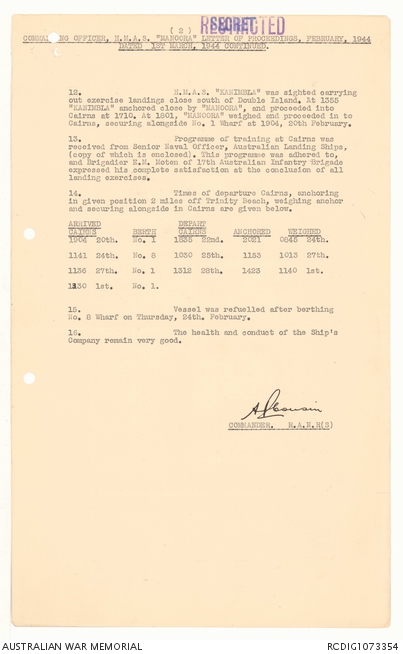 ( 2 )
RESTRICTED
COMMANDING OFFICER, H.M.A.S. "MANOORA" LETTER OF PROCEEDINGS, FEBRUARY, 1944
DATED 1ST MARCH, 1944 CONTINUED.
12. H.M.A.S. "KANIMBLA" was sighted carrying
out exercise landings close south of Double Island. At 1355
"KANIMBLA" anchored close by "MANOORA", and proceeded into
Cairns at 1710. At 1801, "MANOORA" weighed and proceeded in to
Cairns, securing alongside No. 1 Wharf at 1904, 20th February.
13. Programme of training at Cairns was
received from Senior Naval Officer, Australian Landing Ships,
(copy of which is enclosed). This programme was adhered to,
and Brigadier E.M. Moten of 17th Australian Infantry Brigade
expressed his complete satisfaction at the conclusion of all
landing exercises.
14. Times of departure Cairns, anchoring
in given position 2 miles off Trinity Beach, weighing anchor
and securing alongside in Cairns are given below.
ARRIVED DEPART
CAIRNS BERTH CAIRNS ANCHORED WEIGHED
1904 20th. No. 1 1835 22nd. 2021 0845 24th.
1141 24th. No. 8 1030 25th. 1153 1013 27th.
1136 27th. No. 1 1312 28th. 1423 1140 1st.
1230 1st. No. 1.
15. Vessel was refuelled after berthing
No. 8 Wharf on Thursday, 24th. February.
16. The health and conduct of the Ship's
Company remain very good.
COMMANDER. R.A.N.R(S)
AUSTRALIAN WAR MEMORIAL RCDIG1073354